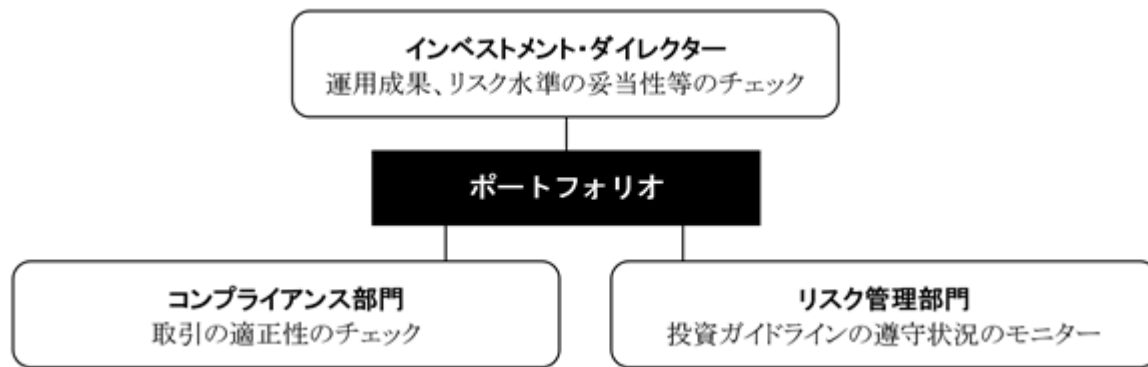 インベストメント・ダイレクター
運用成果、リスク水準の妥当性等のチェック
ポートフォリオ
コンプライアンス部門
取引の適正性のチェック
リスク管理部門
投資ガイドラインの遵守状況のモニター